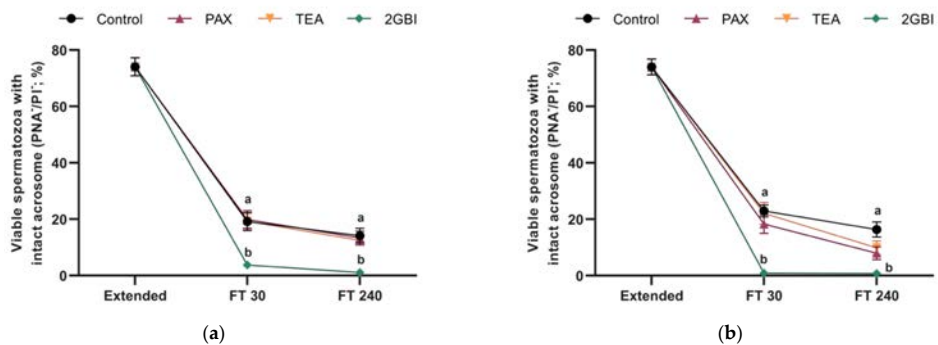 Control PAX TEA 2GBI
Viable spermatozoa with
intact acrosome (PNA⁻/PI⁻; %)
80
60
40
20
0
a
a
b
b
Extended FT 30 FT 240
(a)
Control PAX TEA 2GBI
Viable spermatozoa with
intact acrosome (PNA⁻/PI⁻; %)
80
60
40
20
0
a
a
b
b
Extended FT 30 FT 240
(b)